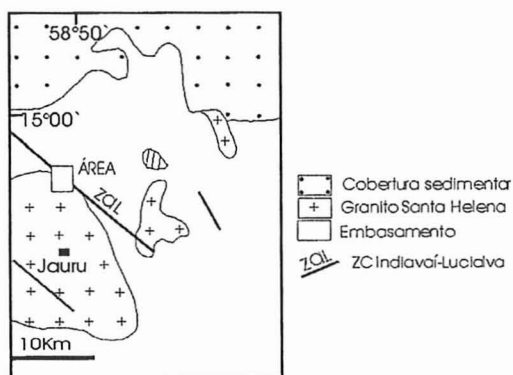 58°50`
15°00`
ÁREA
ZCIL
Jauru
10Km
Cobertura sedimentar
Granito Santa Helena
Embasamento
ZCIL ZC Indiavaí-Lucialva